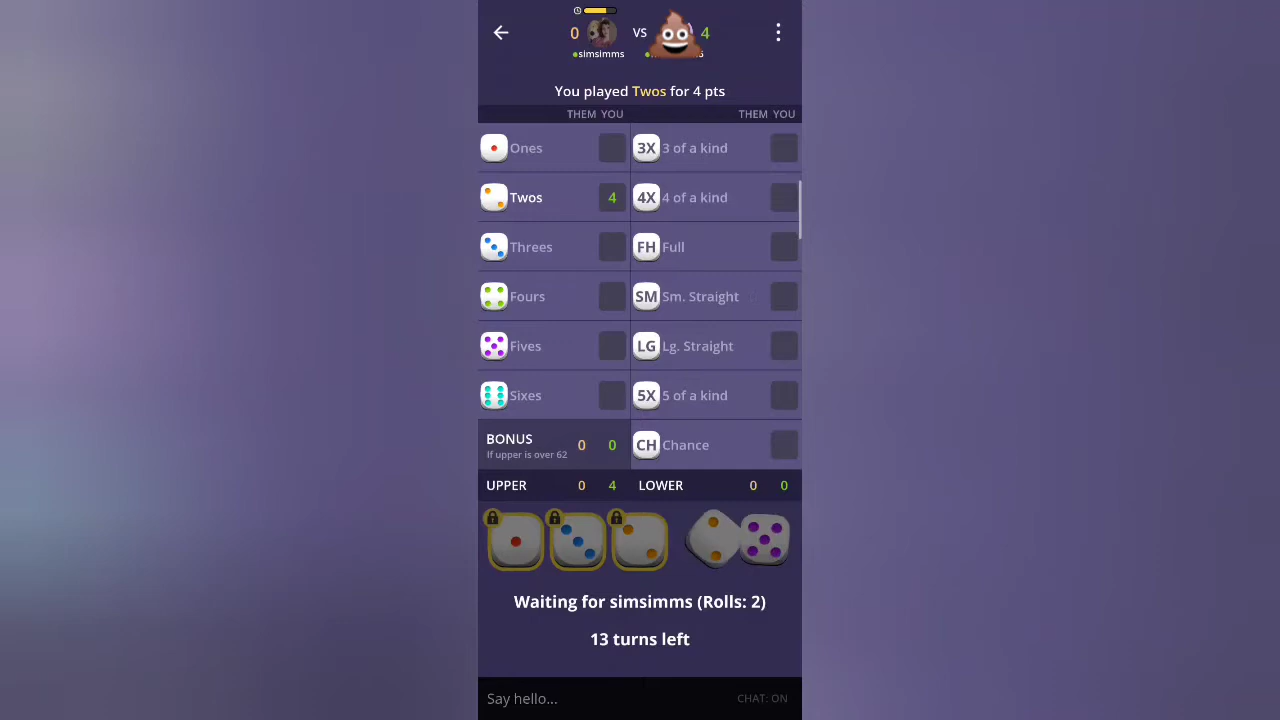 0 VS 4
simsimms
You played Twos for 4 pts
THEM YOU THEM YOU
Ones 3X 3 of a kind
Twos 4 4X 4 of a kind
Threes FH Full
Fours SM Sm. Straight
Fives LG Lg. Straight
Sixes 5X 5 of a kind
BONUS 0 0 CH Chance
If upper is over 62
UPPER 0 4 LOWER 0 0
Waiting for simsimms (Rolls: 2)
13 turns left
Say hello... CHAT: ON